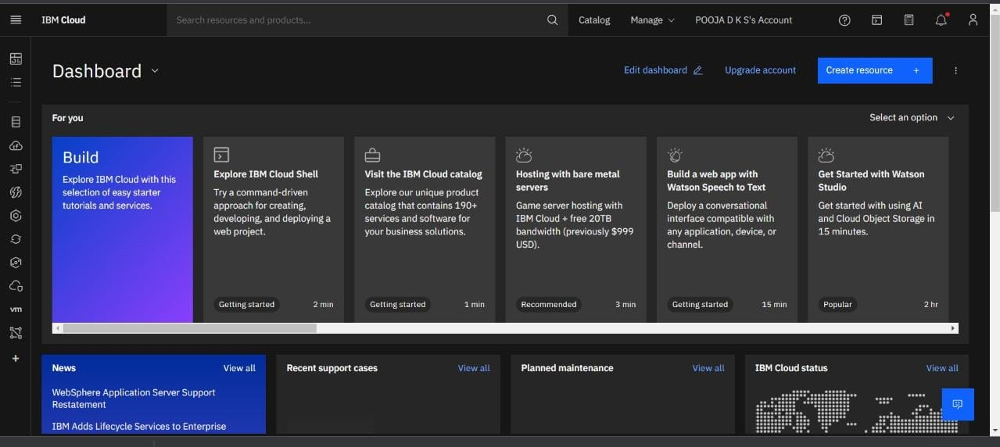 IBM Cloud
Search resources and products...
Catalog
Manage
POOJA D K S's Account
Dashboard
Edit dashboard
Upgrade account
Create resource +
For you
Select an option
Build
Explore IBM Cloud with this
selection of easy starter
tutorials and services.
Explore IBM Cloud Shell
Try a command-driven
approach for creating,
developing, and deploying a
web project.
Getting started
2 min
Visit the IBM Cloud catalog
Explore our unique product
catalog that contains 190+
services and software for
your business solutions.
Getting started
1 min
Hosting with bare metal
servers
Game server hosting with
IBM Cloud + free 20TB
bandwidth (previously $999
USD).
Recommended
3 min
Build a web app with
Watson Speech to Text
Deploy a conversational
interface compatible with
any application, device, or
channel.
Getting started
15 min
Get Started with Watson
Studio
Get started with using AI
and Cloud Object Storage in
15 minutes.
Popular
2 hr
vm
News
View all
WebSphere Application Server Support
Restatement
IBM Adds Lifecycle Services to Enterprise
Recent support cases
View all
Planned maintenance
View all
IBM Cloud status
View all